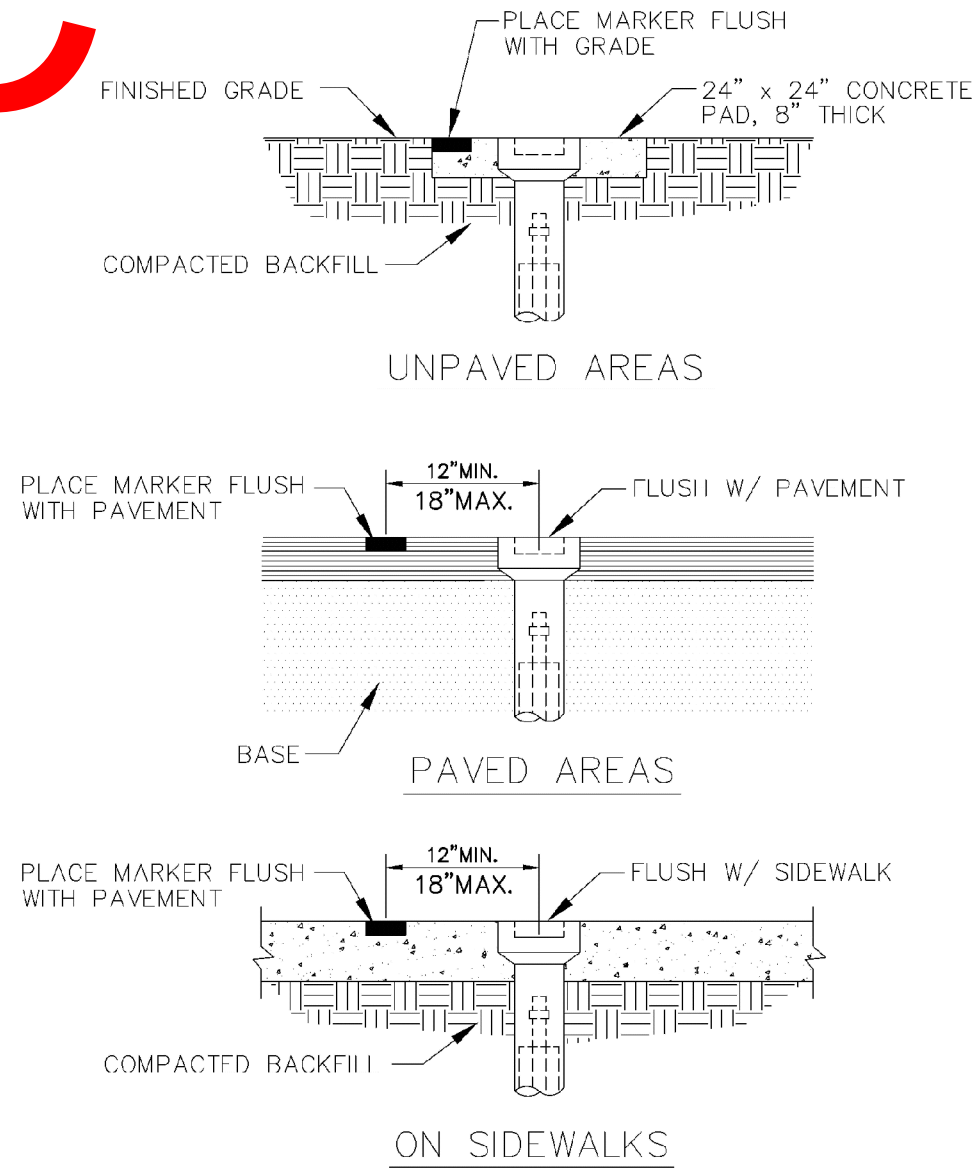 PLACE MARKER FLUSH
WITH GRADE
FINISHED GRADE
24" x 24" CONCRETE
PAD, 8" THICK
COMPACTED BACKFILL
UNPAVED AREAS
12"MIN.
18"MAX.
PLACE MARKER FLUSH
WITH PAVEMENT
FLUSH W/ PAVEMENT
BASE
PAVED AREAS
12"MIN.
18"MAX.
PLACE MARKER FLUSH
WITH PAVEMENT
FLUSH W/ SIDEWALK
COMPACTED BACKFILL
ON SIDEWALKS